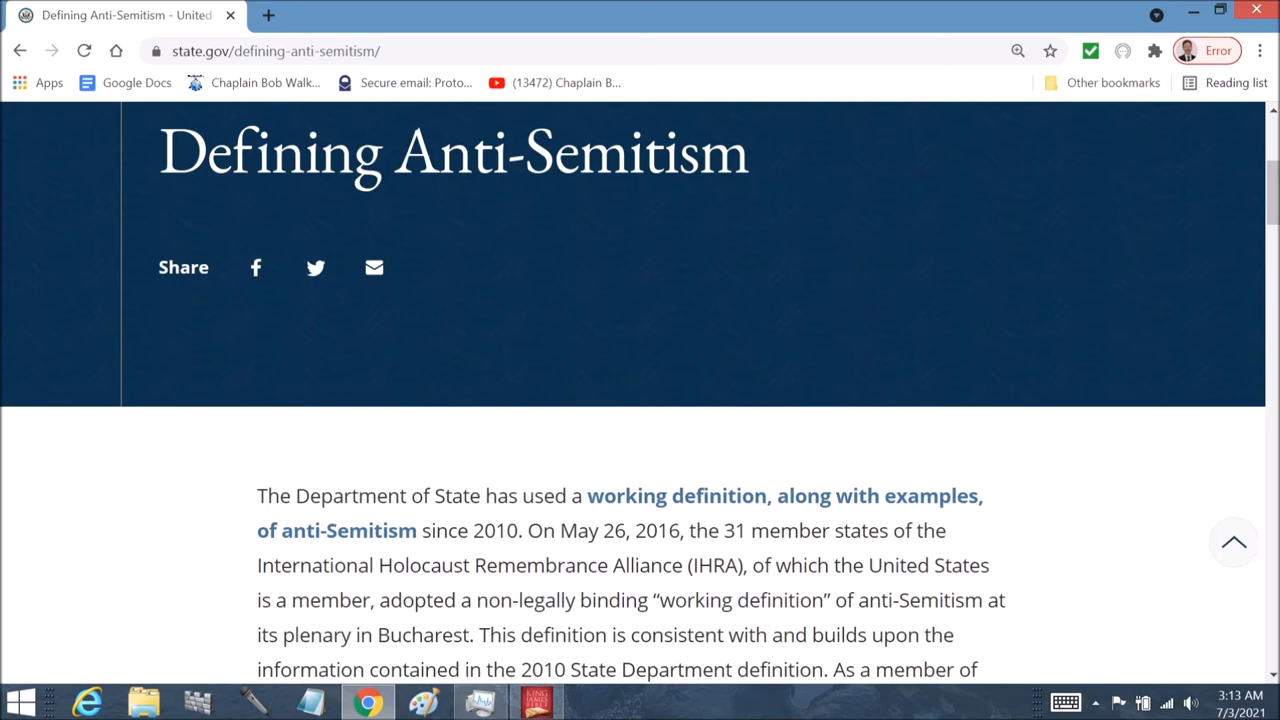 Defining Anti-Semitism - United
state.gov/defining-anti-semitism/
Error
Apps
Google Docs
Chaplain Bob Walk...
Secure email: Proto...
(13472) Chaplain B...
Other bookmarks
Reading list
Defining Anti-Semitism
Share
The Department of State has used a working definition, along with examples,
of anti-Semitism since 2010. On May 26, 2016, the 31 member states of the
International Holocaust Remembrance Alliance (IHRA), of which the United States
is a member, adopted a non-legally binding “working definition” of anti-Semitism at
its plenary in Bucharest. This definition is consistent with and builds upon the
information contained in the 2010 State Department definition. As a member of
KING
JAMES
BIBLE
3:13 AM
7/3/2021